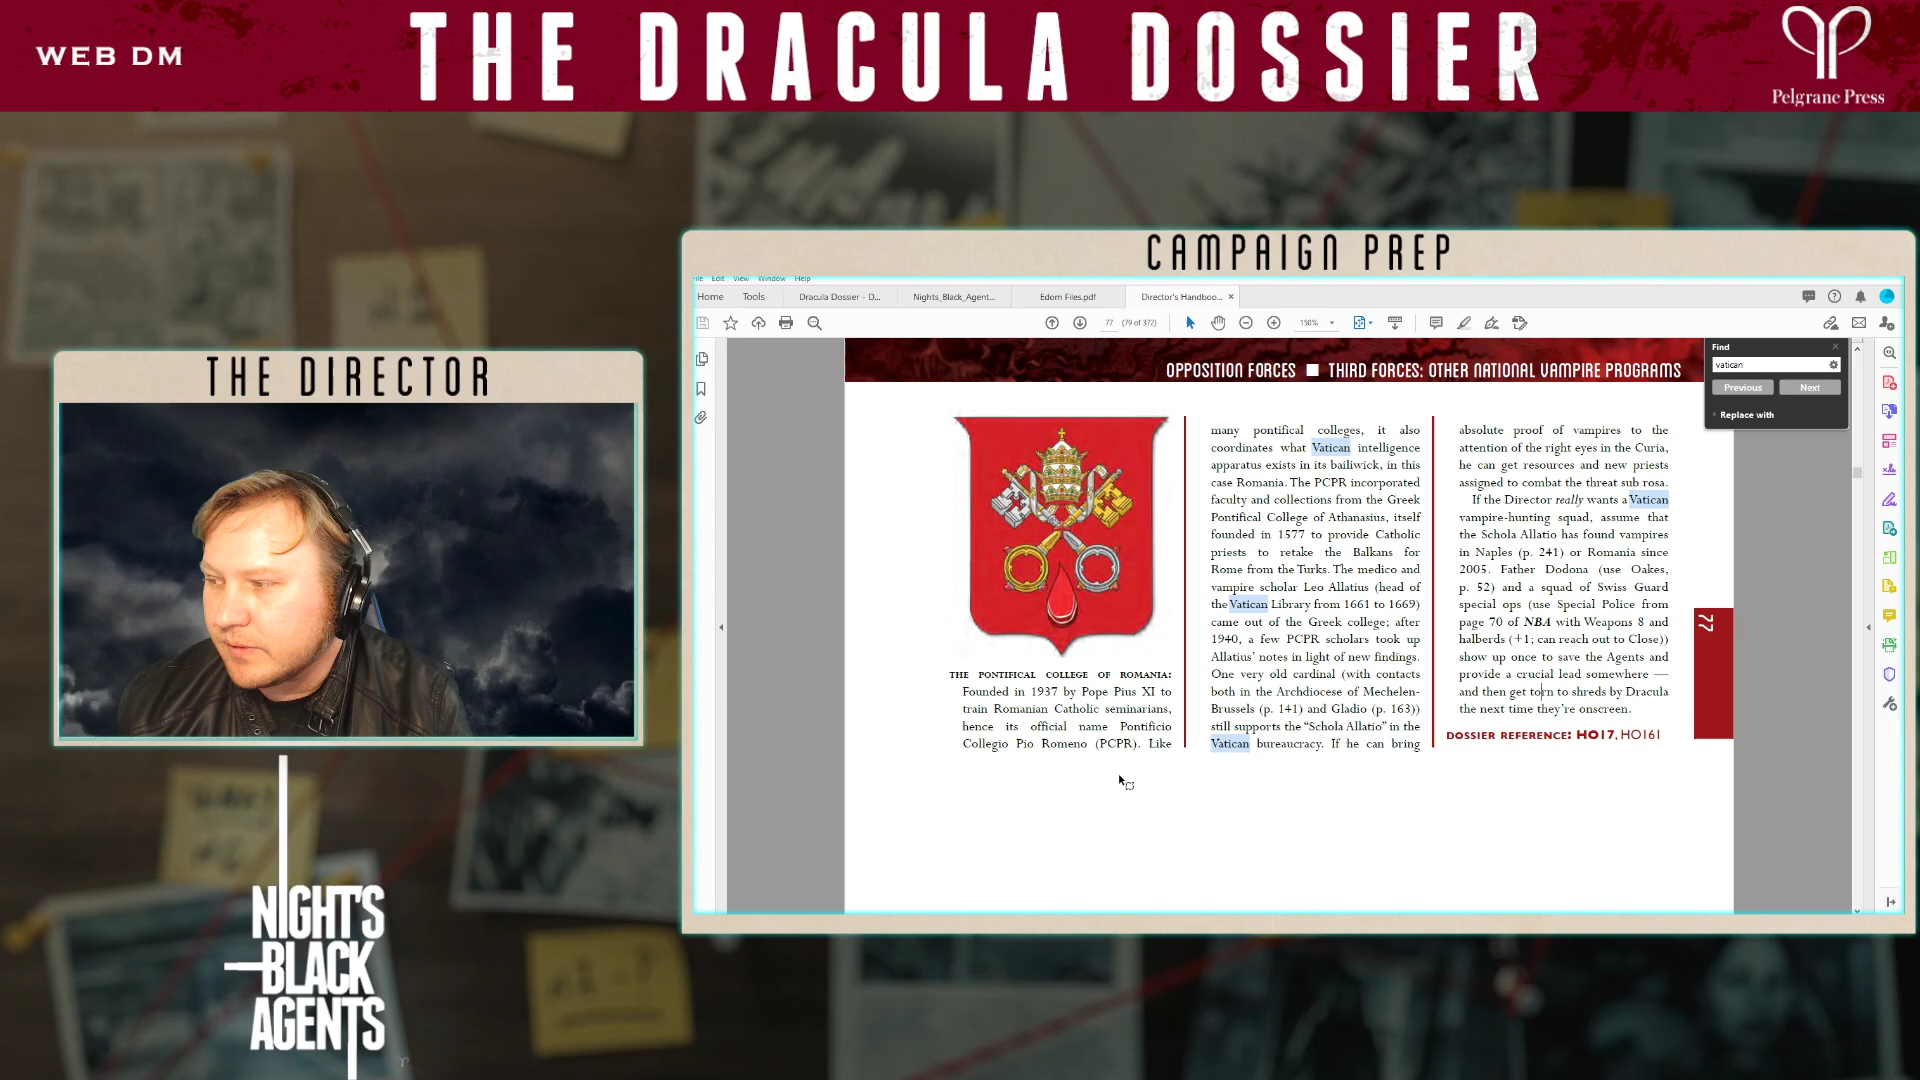 WEB DM
THE DRACULA DOSSIER
Pelgrane Press
CAMPAIGN PREP
Edit View Window Help
Home Tools Dracula Dossier - D... Nights_Black_Agent... Edom Files.pdf Director's Handboo... ×
77 (79 of 372) 150%
OPPOSITION FORCES ■ THIRD FORCES: OTHER NATIONAL VAMPIRE PROGRAMS
Find
vatican
Previous Next
Replace with
THE PONTIFICAL COLLEGE OF ROMANIA:
Founded in 1937 by Pope Pius XI to
train Romanian Catholic seminarians,
hence its official name Pontificio
Collegio Pio Romeno (PCPR). Like
many pontifical colleges, it also
coordinates what Vatican intelligence
apparatus exists in its bailiwick, in this
case Romania. The PCPR incorporated
faculty and collections from the Greek
Pontifical College of Athanasius, itself
founded in 1577 to provide Catholic
priests to retake the Balkans for
Rome from the Turks. The medico and
vampire scholar Leo Allatius (head of
the Vatican Library from 1661 to 1669)
came out of the Greek college; after
1940, a few PCPR scholars took up
Allatius’ notes in light of new findings.
One very old cardinal (with contacts
both in the Archdiocese of Mechelen-
Brussels (p. 141) and Gladio (p. 163))
still supports the “Schola Allatio” in the
Vatican bureaucracy. If he can bring
absolute proof of vampires to the
attention of the right eyes in the Curia,
he can get resources and new priests
assigned to combat the threat sub rosa.
If the Director really wants a Vatican
vampire-hunting squad, assume that
the Schola Allatio has found vampires
in Naples (p. 241) or Romania since
2005. Father Dodona (use Oakes,
p. 52) and a squad of Swiss Guard
special ops (use Special Police from
page 70 of NBA with Weapons 8 and
halberds (+1; can reach out to Close))
show up once to save the Agents and
provide a crucial lead somewhere —
and then get torn to shreds by Dracula
the next time they’re onscreen.
DOSSIER REFERENCE: HO17, HO161
77
THE DIRECTOR
NIGHT'S
BLACK
AGENTS